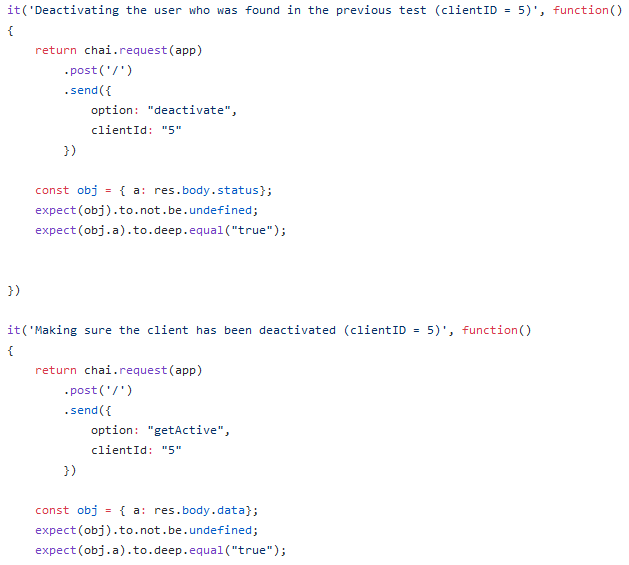 it('Deactivating the user who was found in the previous test (clientID = 5)', function()
{
    return chai.request(app)
        .post('/')
        .send({
            option: "deactivate",
            clientId: "5"
        })
    const obj = { a: res.body.status};
    expect(obj).to.not.be.undefined;
    expect(obj.a).to.deep.equal("true");
})
it('Making sure the client has been deactivated (clientID = 5)', function()
{
    return chai.request(app)
        .post('/')
        .send({
            option: "getActive",
            clientId: "5"
        })
    const obj = { a: res.body.data};
    expect(obj).to.not.be.undefined;
    expect(obj.a).to.deep.equal("true");